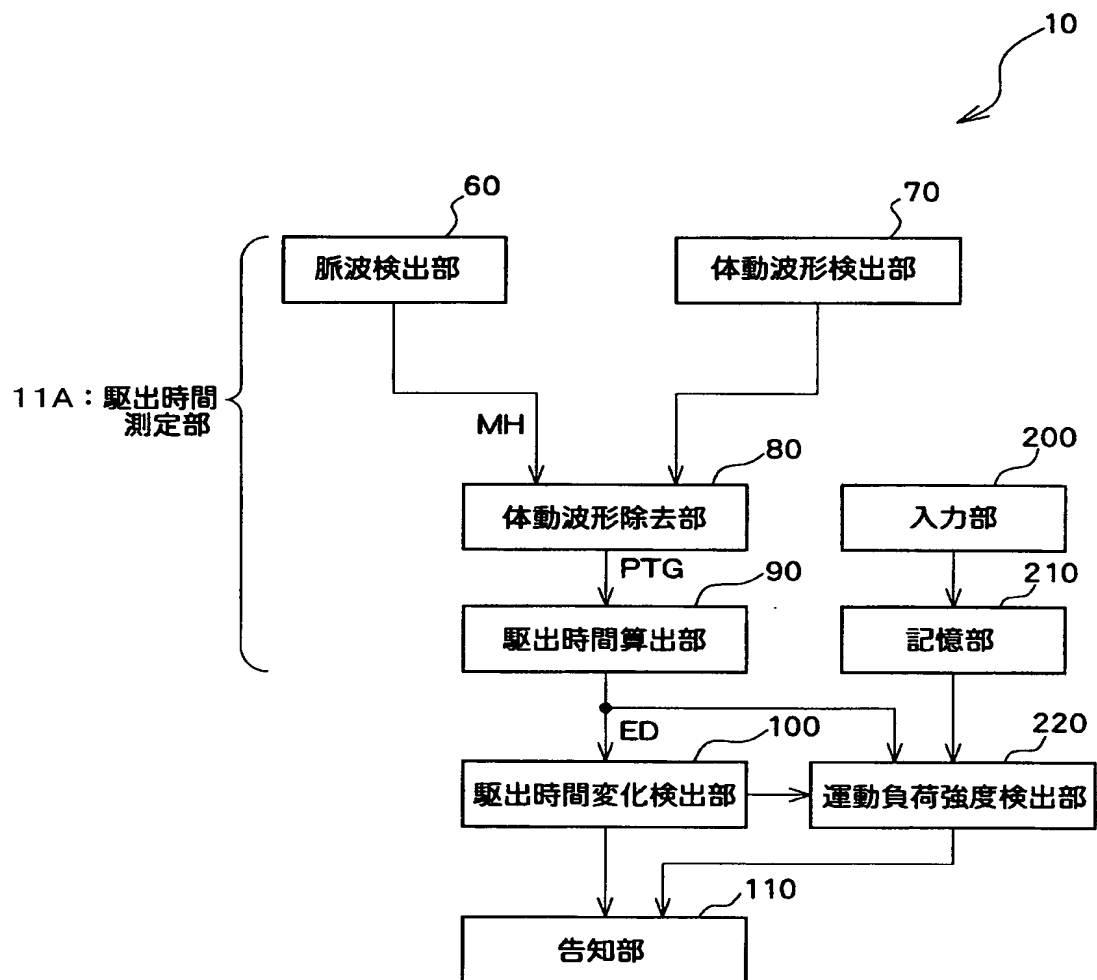 10
60
70
脈波検出部
体動波形検出部
11A：駆出時間
測定部
MH
80
200
体動波形除去部
入力部
PTG
90
210
駆出時間算出部
記憶部
ED
100
220
駆出時間変化検出部
運動負荷強度検出部
110
告知部